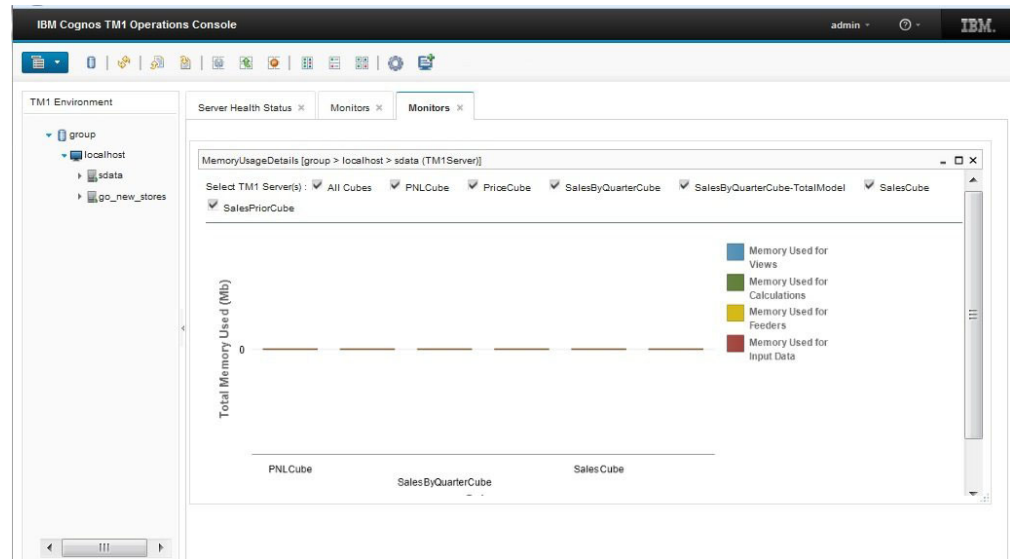 IBM Cognos TM1 Operations Console
admin
IBM.
TM1 Environment
group
localhost
sdata
go_new_stores
Server Health Status
Monitors
Monitors
MemoryUsageDetails [group > localhost > sdata (TM1Server)]
Select TM1 Server(s) : All Cubes PNLCube PriceCube SalesByQuarterCube SalesByQuarterCube-TotalModel SalesCube
SalesPriorCube
Total Memory Used (Mb)
0
Memory Used for
Views
Memory Used for
Calculations
Memory Used for
Feeders
Memory Used for
Input Data
PNLCube
SalesByQuarterCube
SalesCube